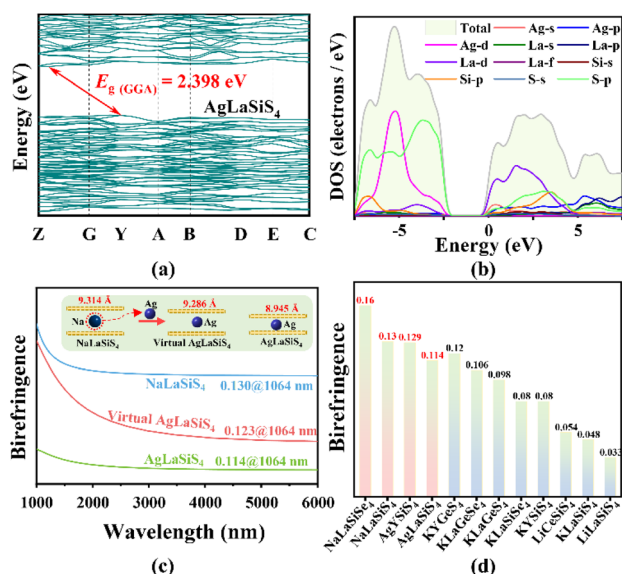 Energy (eV)
E_g (GGA) = 2.398 eV
AgLaSiS₄
Z G Y A B D E C
(a)
DOS (electrons / eV)
Total Ag-s Ag-p
Ag-d La-s La-p
La-d La-f Si-s
Si-p S-s S-p
-5 0 5
Energy (eV)
(b)
Birefringence
9.314 Å Ag 9.286 Å 8.945 Å
Na Ag Ag
NaLaSiS₄ Virtual AgLaSiS₄ AgLaSiS₄
NaLaSiS₄ 0.130@1064 nm
Virtual AgLaSiS₄ 0.123@1064 nm
AgLaSiS₄ 0.114@1064 nm
1000 2000 3000 4000 5000 6000
Wavelength (nm)
(c)
Birefringence
0.16
0.13
0.129
0.114
0.12
0.106
0.098
0.08
0.08
0.054
0.048
0.033
NaLaSiSe₄
NaLaSiS₄
AgYSiS₄
AgLaSiS₄
KYGeS₄
KLaGeSe₄
KLaGeS₄
KLaSiSe₄
KYSiS₄
LiCeSiS₄
KLaSiS₄
LiLaSiS₄
(d)